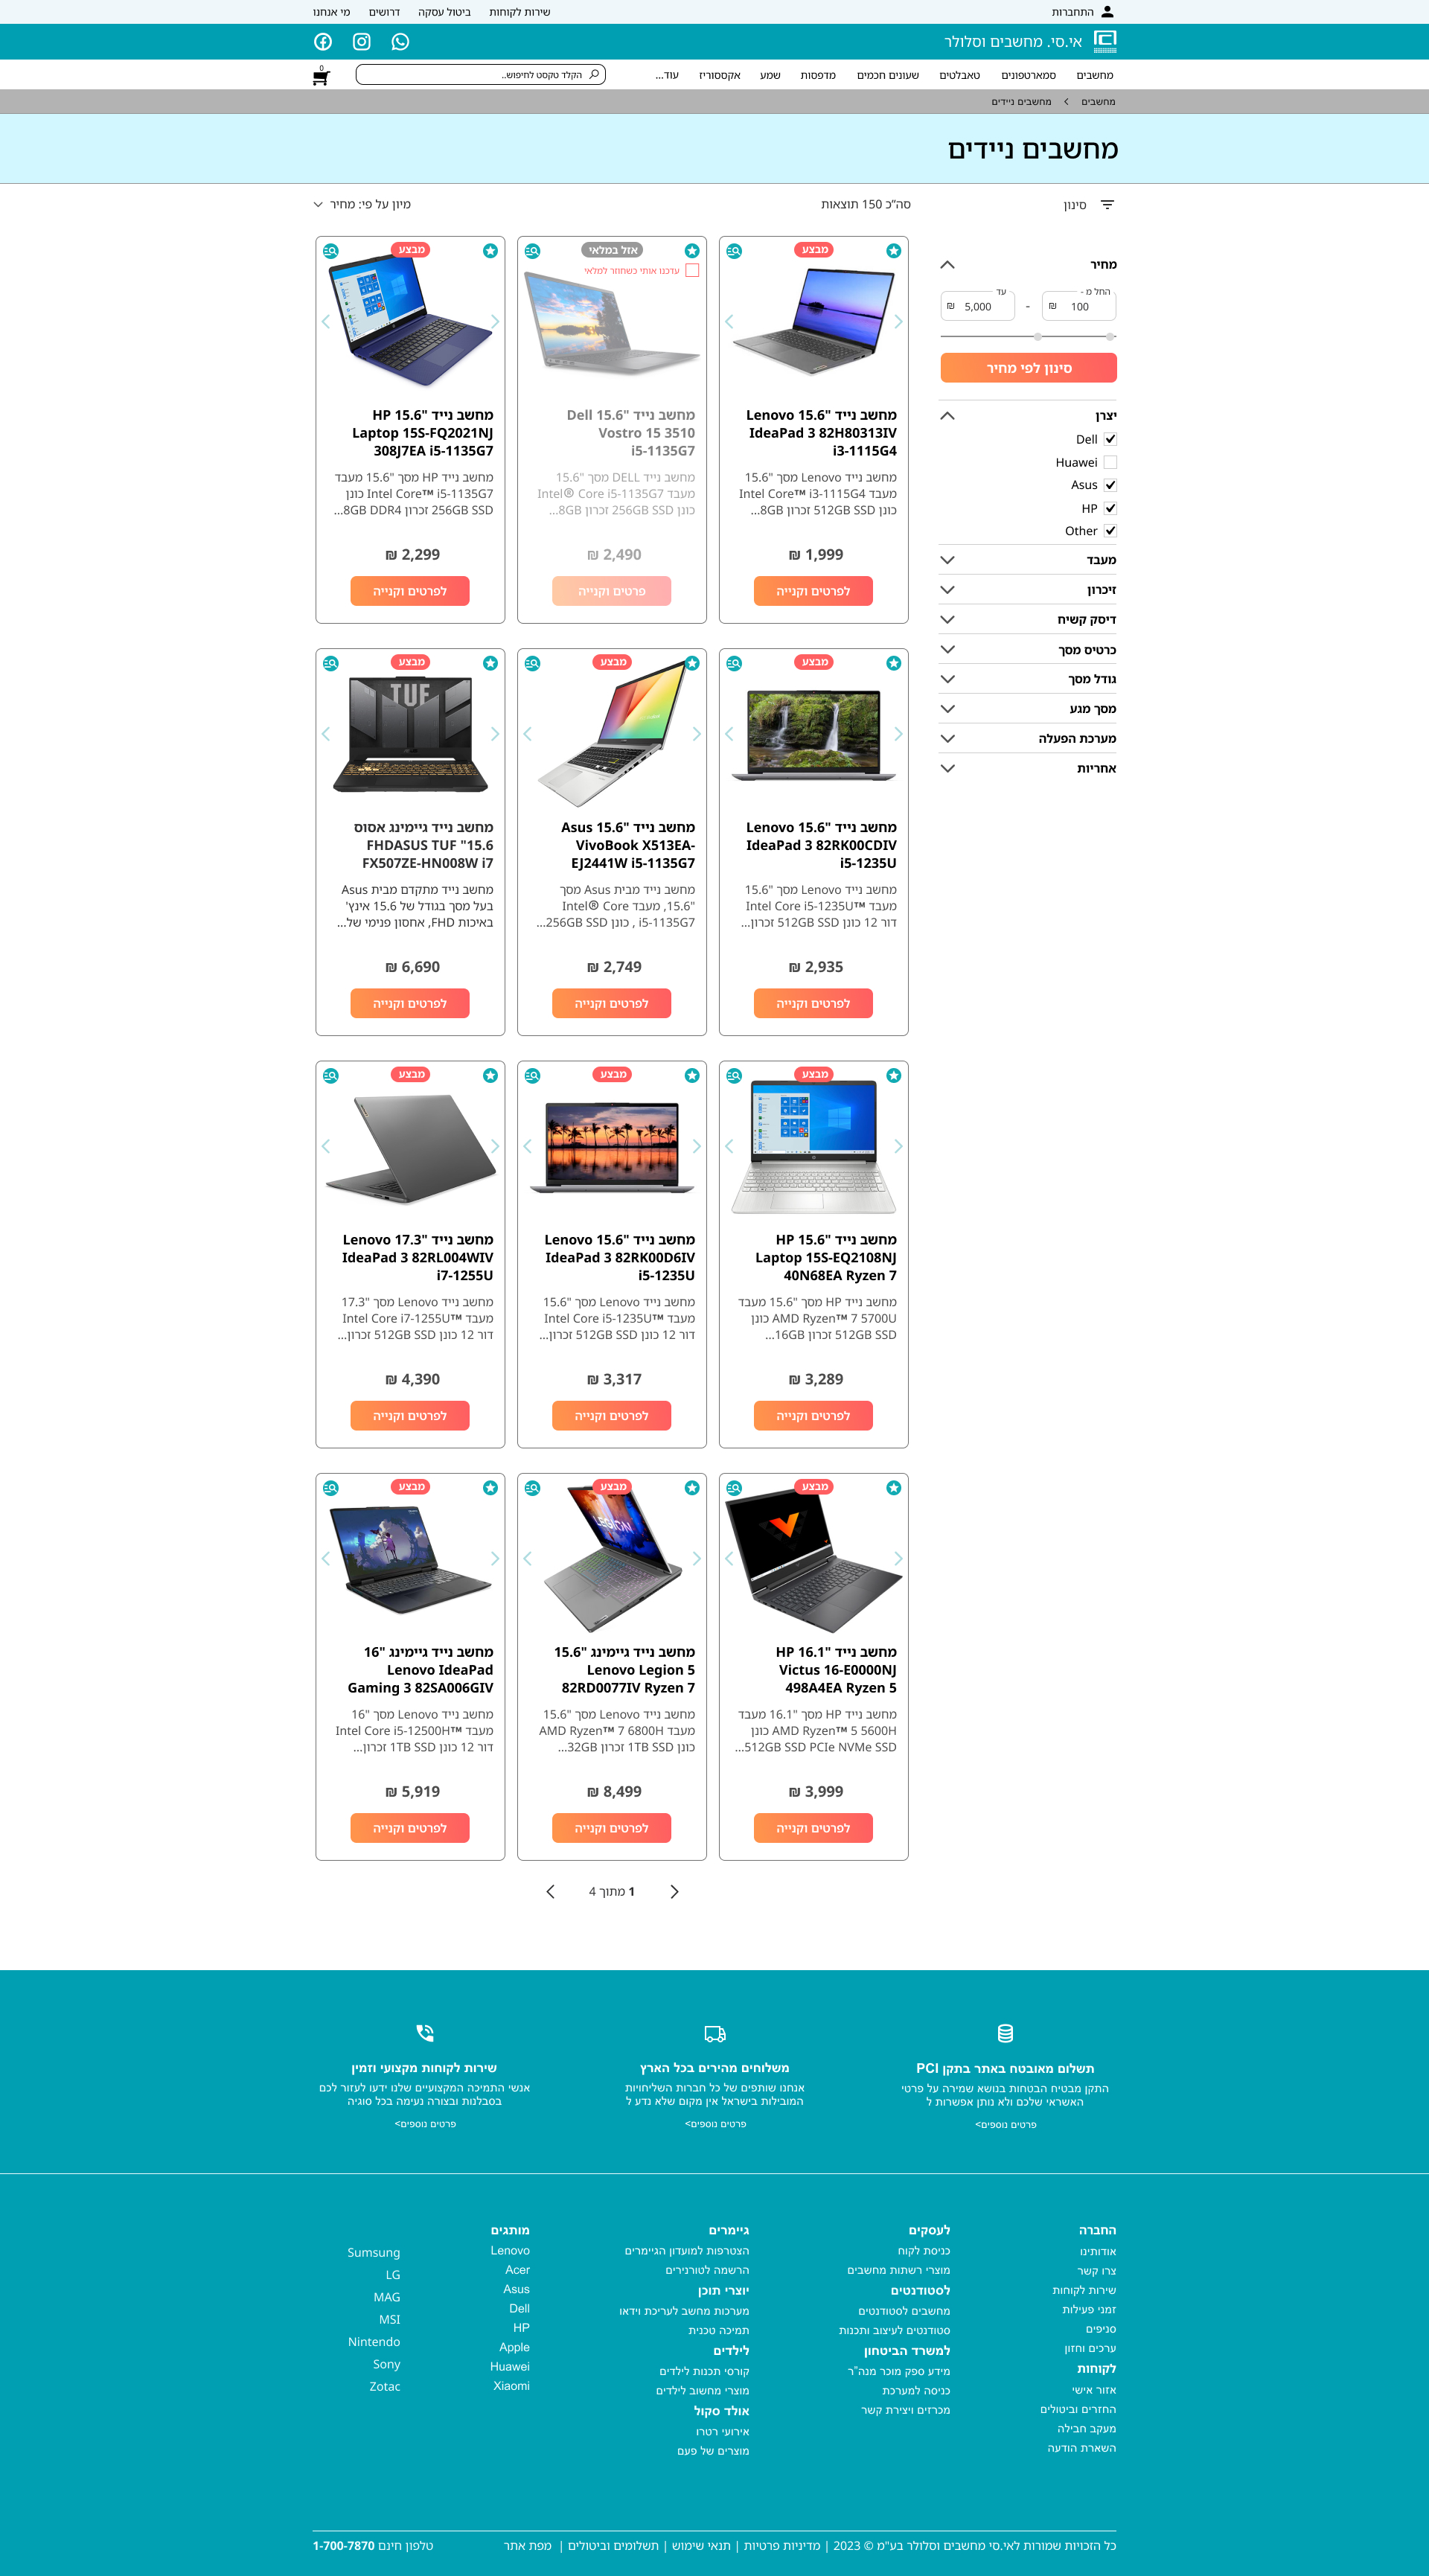 התחברות
שירות לקוחות
ביטול עסקה
דרושים
מי אנחנו
אי.סי. מחשבים וסלולר
מחשבים
סמארטפונים
טאבלטים
שעונים חכמים
מדפסות
שמע
אקססוריז
עוד...
הקלד טקסט לחיפוש..
0
מחשבים
מחשבים ניידים
מחשבים ניידים
סינון
סה״כ 150 תוצאות
מיון על פי: מחיר
מחיר
החל מ -
100 ₪
-
עד
5,000 ₪
סינון לפי מחיר
יצרן
Dell
Huawei
Asus
HP
Other
מעבד
זיכרון
דיסק קשיח
כרטיס מסך
גודל מסך
מסך מגע
מערכת הפעלה
אחריות
מבצע
מחשב נייד "15.6 Lenovo
IdeaPad 3 82H80313IV
i3-1115G4
מחשב נייד Lenovo מסך "15.6
מעבד Intel Core™ i3-1115G4
כונן 512GB SSD זכרון 8GB...
1,999 ₪
לפרטים וקנייה
אזל במלאי
עדכנו אותי כשחוזר למלאי
מחשב נייד "15.6 Dell
Vostro 15 3510
i5-1135G7
מחשב נייד DELL מסך "15.6
מעבד Intel® Core i5-1135G7
כונן 256GB SSD זכרון 8GB...
2,490 ₪
פרטים וקנייה
מבצע
מחשב נייד "15.6 HP
Laptop 15S-FQ2021NJ
308J7EA i5-1135G7
מחשב נייד HP מסך "15.6 מעבד
Intel Core™ i5-1135G7 כונן
256GB SSD זכרון 8GB DDR4...
2,299 ₪
לפרטים וקנייה
מבצע
מחשב נייד "15.6 Lenovo
IdeaPad 3 82RK00CDIV
i5-1235U
מחשב נייד Lenovo מסך "15.6
מעבד Intel Core i5-1235U™
דור 12 כונן 512GB SSD זכרון...
2,935 ₪
לפרטים וקנייה
מבצע
מחשב נייד "15.6 Asus
VivoBook X513EA-
EJ2441W i5-1135G7
מחשב נייד מבית Asus מסך
"15.6, מעבד Intel® Core
i5-1135G7 , כונן 256GB SSD...
2,749 ₪
לפרטים וקנייה
מבצע
TUF
מחשב נייד גיימינג אסוס
FHDASUS TUF "15.6
FX507ZE-HN008W i7
מחשב נייד מתקדם מבית Asus
בעל מסך בגודל של 15.6 אינץ'
באיכות FHD, אחסון פנימי של...
6,690 ₪
לפרטים וקנייה
מבצע
מחשב נייד "15.6 HP
Laptop 15S-EQ2108NJ
40N68EA Ryzen 7
מחשב נייד HP מסך "15.6 מעבד
AMD Ryzen™ 7 5700U כונן
512GB SSD זכרון 16GB...
3,289 ₪
לפרטים וקנייה
מבצע
מחשב נייד "15.6 Lenovo
IdeaPad 3 82RK00D6IV
i5-1235U
מחשב נייד Lenovo מסך "15.6
מעבד Intel Core i5-1235U™
דור 12 כונן 512GB SSD זכרון...
3,317 ₪
לפרטים וקנייה
מבצע
מחשב נייד "17.3 Lenovo
IdeaPad 3 82RL004WIV
i7-1255U
מחשב נייד Lenovo מסך "17.3
מעבד Intel Core i7-1255U™
דור 12 כונן 512GB SSD זכרון...
4,390 ₪
לפרטים וקנייה
מבצע
מחשב נייד "16.1 HP
Victus 16-E0000NJ
498A4EA Ryzen 5
מחשב נייד HP מסך "16.1 מעבד
AMD Ryzen™ 5 5600H כונן
512GB SSD PCIe NVMe SSD...
3,999 ₪
לפרטים וקנייה
מבצע
LEGION
מחשב נייד גיימינג "15.6
Lenovo Legion 5
82RD0077IV Ryzen 7
מחשב נייד Lenovo מסך "15.6
מעבד AMD Ryzen™ 7 6800H
כונן 1TB SSD זכרון 32GB...
8,499 ₪
לפרטים וקנייה
מבצע
מחשב נייד גיימינג "16
Lenovo IdeaPad
Gaming 3 82SA006GIV
מחשב נייד Lenovo מסך "16
מעבד Intel Core i5-12500H™
דור 12 כונן 1TB SSD זכרון...
5,919 ₪
לפרטים וקנייה
1 מתוך 4
תשלום מאובטח באתר בתקן PCI
התקן מבטיח הבטחות בנושא שמירה על פרטי
האשראי שלכם ולא נותן אפשרות ל
פרטים נוספים>
משלוחים מהירים בכל הארץ
אנחנו שותפים של כל חברות השליחויות
המובילות בישראל אין מקום שלא נדע ל
פרטים נוספים>
שירות לקוחות מקצועי וזמין
אנשי התמיכה המקצועיים שלנו ידעו לעזור לכם
בסבלנות ובצורה נעימה בכל סוגיה
פרטים נוספים>
החברה
אודותינו
צרו קשר
שירות לקוחות
זמני פעילות
סניפים
ערכים וחזון
לקוחות
אזור אישי
החזרים וביטולים
מעקב חבילה
השארת הודעה
לעסקים
כניסת לקוח
מוצרי רשתות מחשבים
לסטודנטים
מחשבים לסטודנטים
סטודנטים לעיצוב ותכנות
למשרד הביטחון
מידע ספק מוכר מנה"ר
כניסה למערכת
מכרזים ויצירת קשר
גיימרים
הצטרפות למועדון הגיימרים
הרשמה לטורנירים
יוצרי תוכן
מערכות מחשב לעריכת וידאו
תמיכה טכנית
לילדים
קורסי תכנות לילדים
מוצרי מחשוב לילדים
אולד סקול
אירועי רטרו
מוצרים של פעם
מותגים
Lenovo
Acer
Asus
Dell
HP
Apple
Huawei
Xiaomi
Sumsung
LG
MAG
MSI
Nintendo
Sony
Zotac
כל הזכויות שמורות לאי.סי מחשבים וסלולר בע"מ © 2023 | מדיניות פרטיות | תנאי שימוש | תשלומים וביטולים | מפת אתר
טלפון חינם 1-700-7870